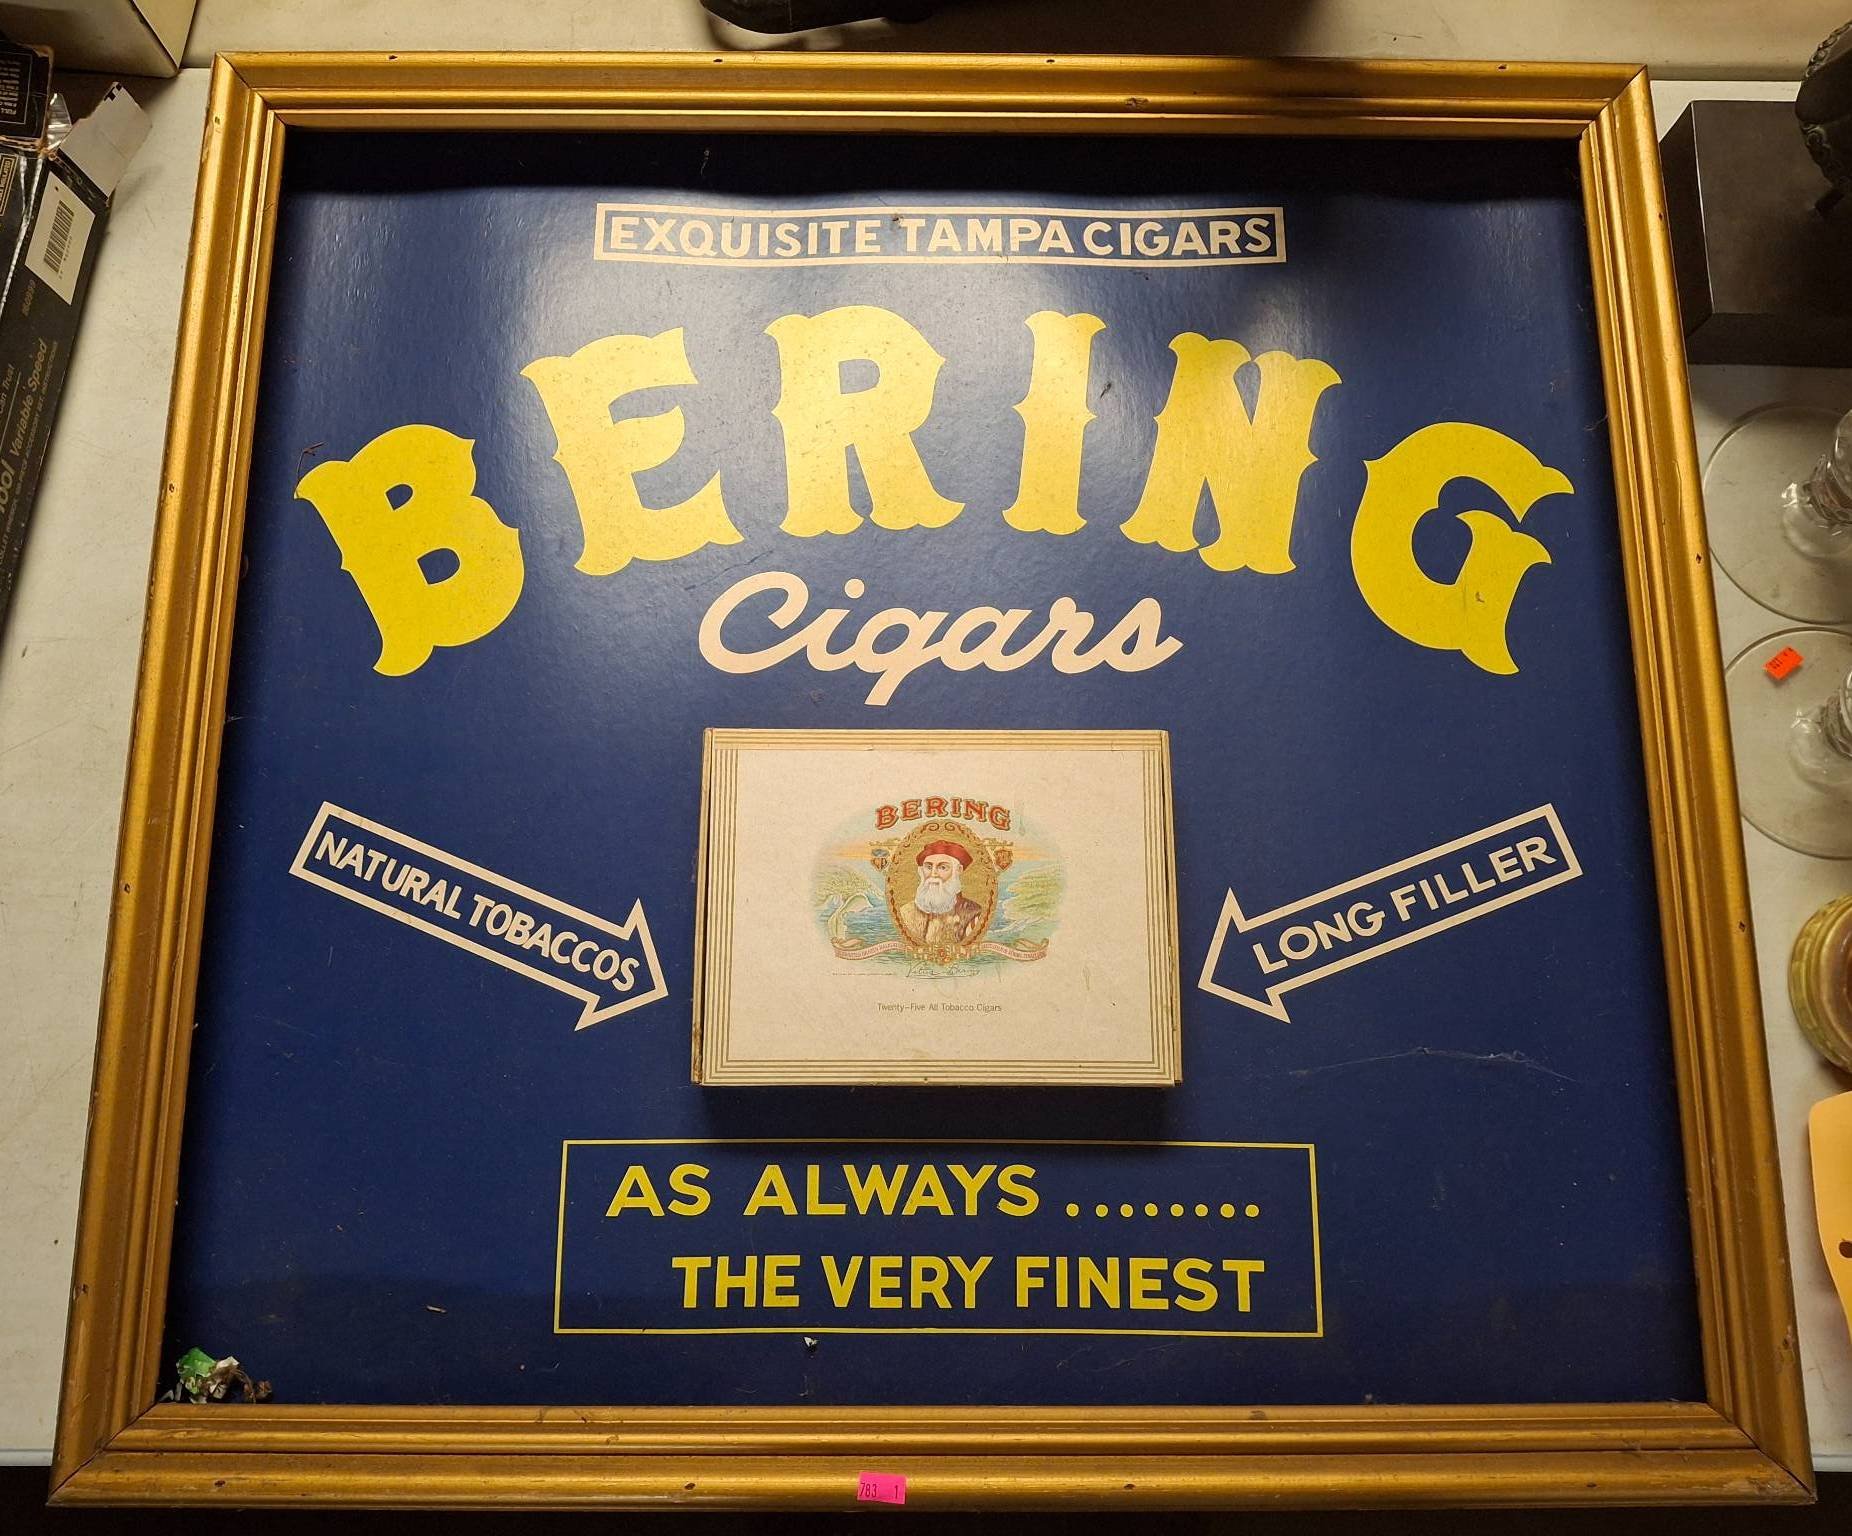 EXQUISITE TAMPA CIGARS
BERING
Cigars
NATURAL TOBACCOS
LONG FILLER
BERING
Twenty-Five All Tobacco Cigars
AS ALWAYS ........
THE VERY FINEST
783 1
Variable Speed